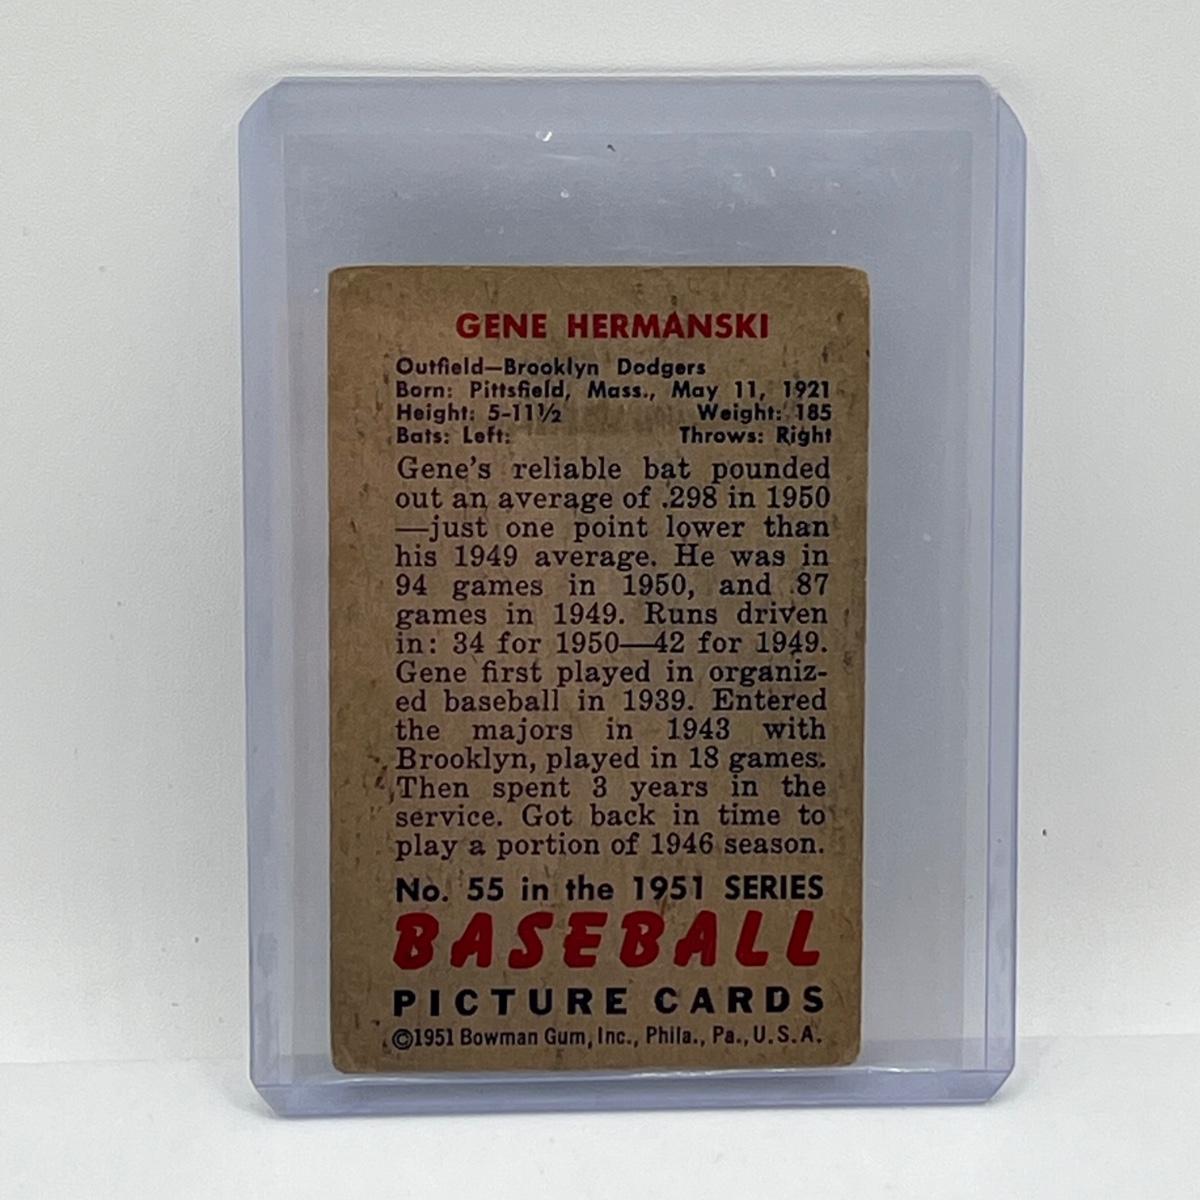 GENE HERMANSKI
Outfield—Brooklyn Dodgers
Born: Pittsfield, Mass., May 11, 1921
Height: 5-11½ Weight: 185
Bats: Left: Throws: Right
Gene's reliable bat pounded
out an average of .298 in 1950
—just one point lower than
his 1949 average. He was in
94 games in 1950, and 87
games in 1949. Runs driven
in: 34 for 1950—42 for 1949.
Gene first played in organiz-
ed baseball in 1939. Entered
the majors in 1943 with
Brooklyn, played in 18 games.
Then spent 3 years in the
service. Got back in time to
play a portion of 1946 season.
No. 55 in the 1951 SERIES
BASEBALL
PICTURE CARDS
©1951 Bowman Gum, Inc., Phila., Pa., U.S.A.